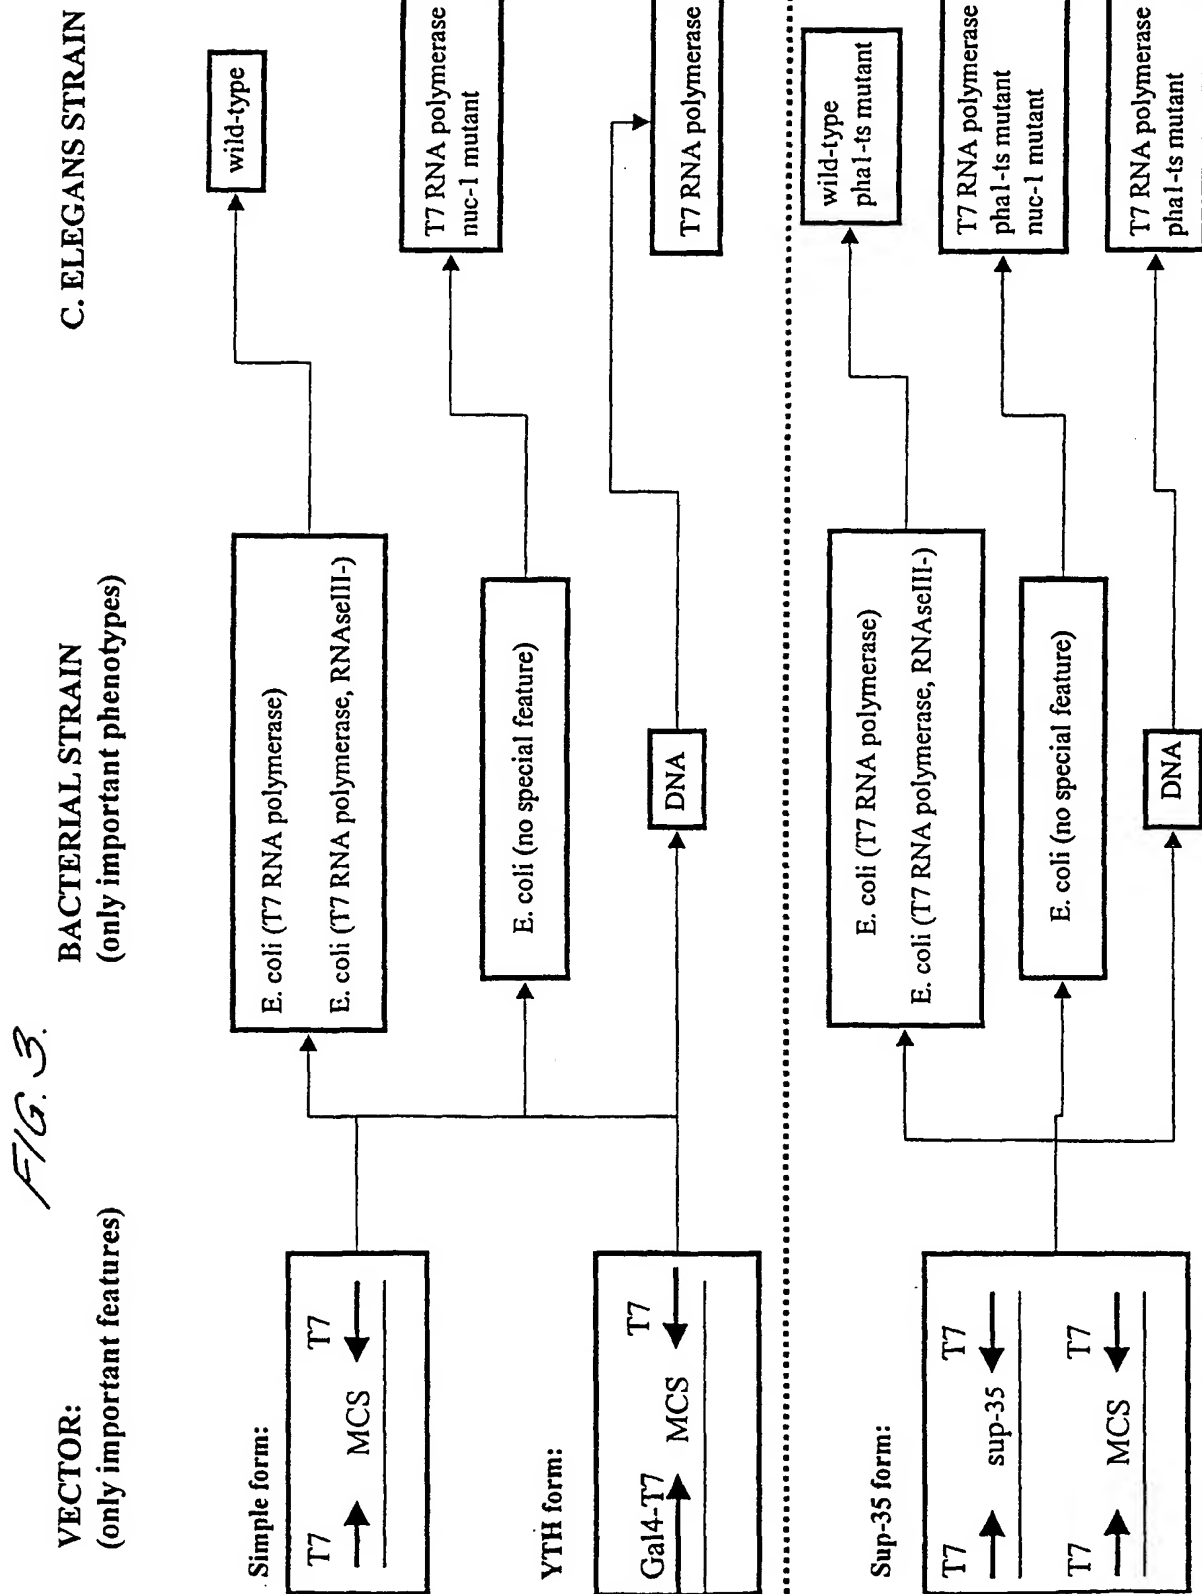 FIG. 3.
VECTOR:
(only important features)
BACTERIAL STRAIN
(only important phenotypes)
C. ELEGANS STRAIN
Simple form:
T7 T7
MCS
E. coli (T7 RNA polymerase)
E. coli (T7 RNA polymerase, RNAseIII-)
wild-type
E. coli (no special feature)
T7 RNA polymerase
nuc-1 mutant
YTH form:
Gal4-T7 T7
MCS
DNA
T7 RNA polymerase
Sup-35 form:
T7 T7
sup-35
T7 T7
MCS
E. coli (T7 RNA polymerase)
E. coli (T7 RNA polymerase, RNAseIII-)
wild-type
pha1-ts mutant
E. coli (no special feature)
T7 RNA polymerase
pha1-ts mutant
nuc-1 mutant
DNA
T7 RNA polymerase
pha1-ts mutant